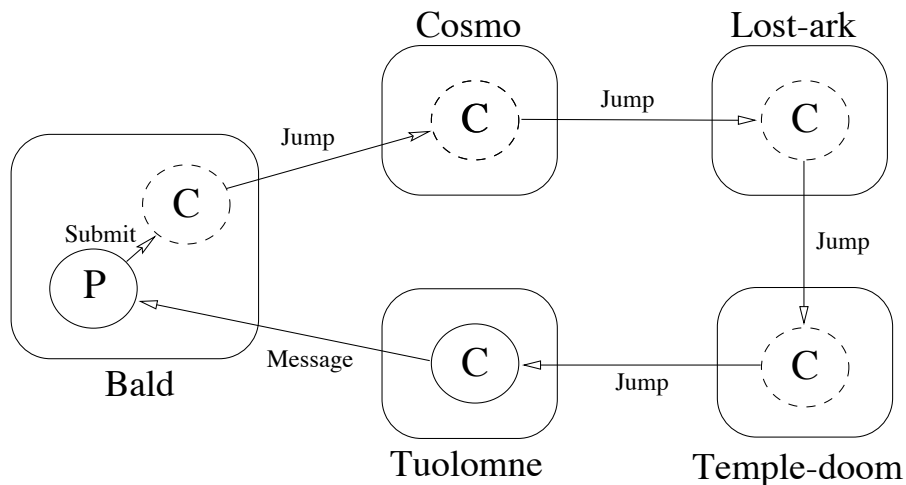 Cosmo
Lost-ark
C
Jump
C
Jump
C
C
Submit
Jump
P
C
Message
Jump
C
Bald
Tuolomne
Temple-doom